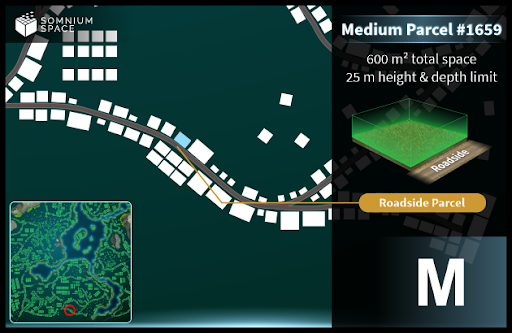 SOMNIUM
SPACE
Medium Parcel #1659
600 m² total space
25 m height & depth limit
Roadside
Roadside Parcel
M